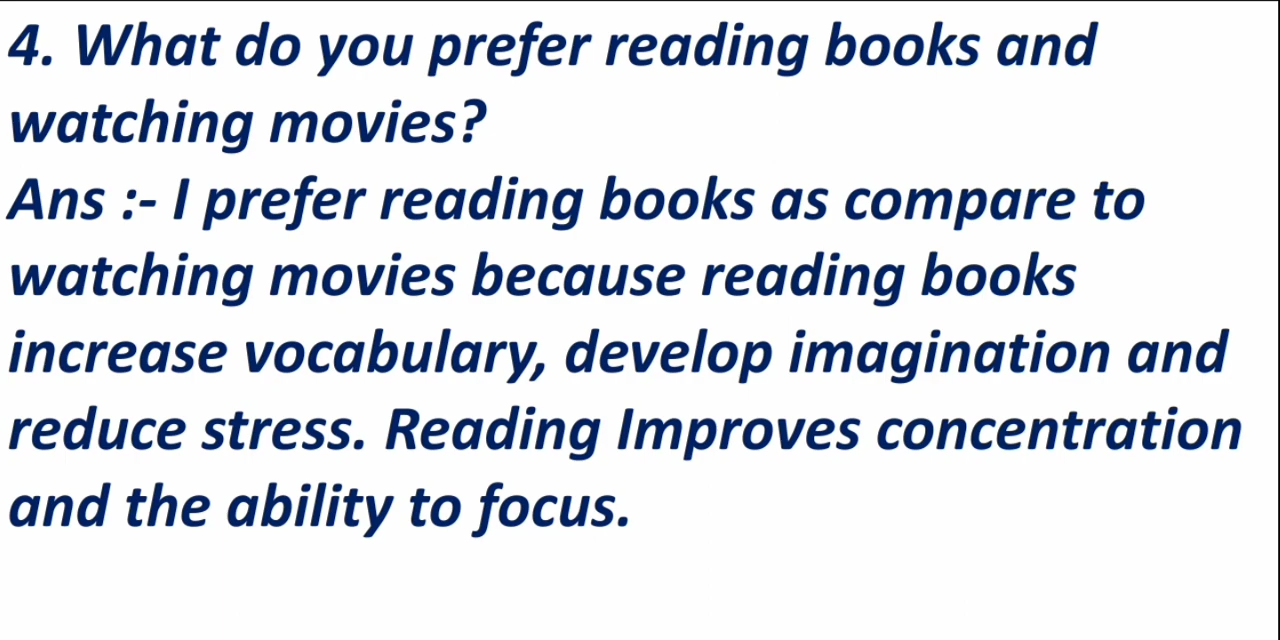 4. What do you prefer reading books and
watching movies?
Ans :- I prefer reading books as compare to
watching movies because reading books
increase vocabulary, develop imagination and
reduce stress. Reading Improves concentration
and the ability to focus.